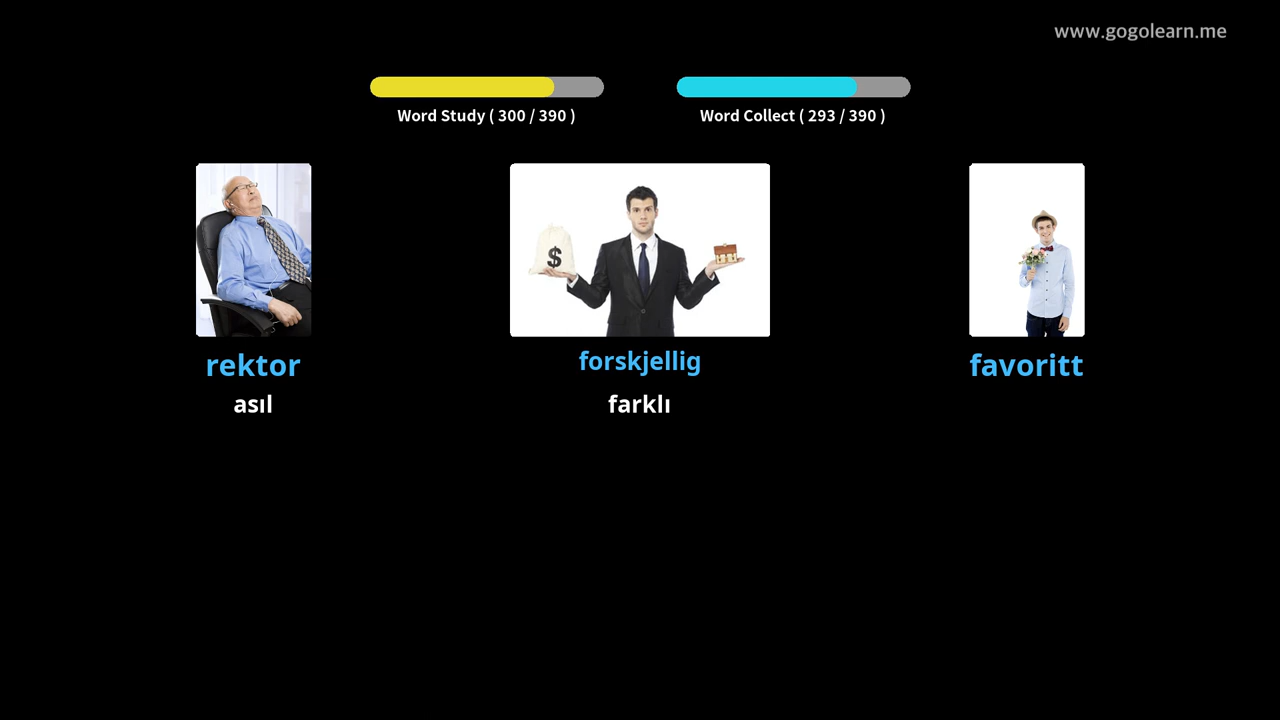 www.gogolearn.me
Word Study ( 300 / 390 )
Word Collect ( 293 / 390 )
$
rektor
forskjellig
favoritt
asıl
farklı